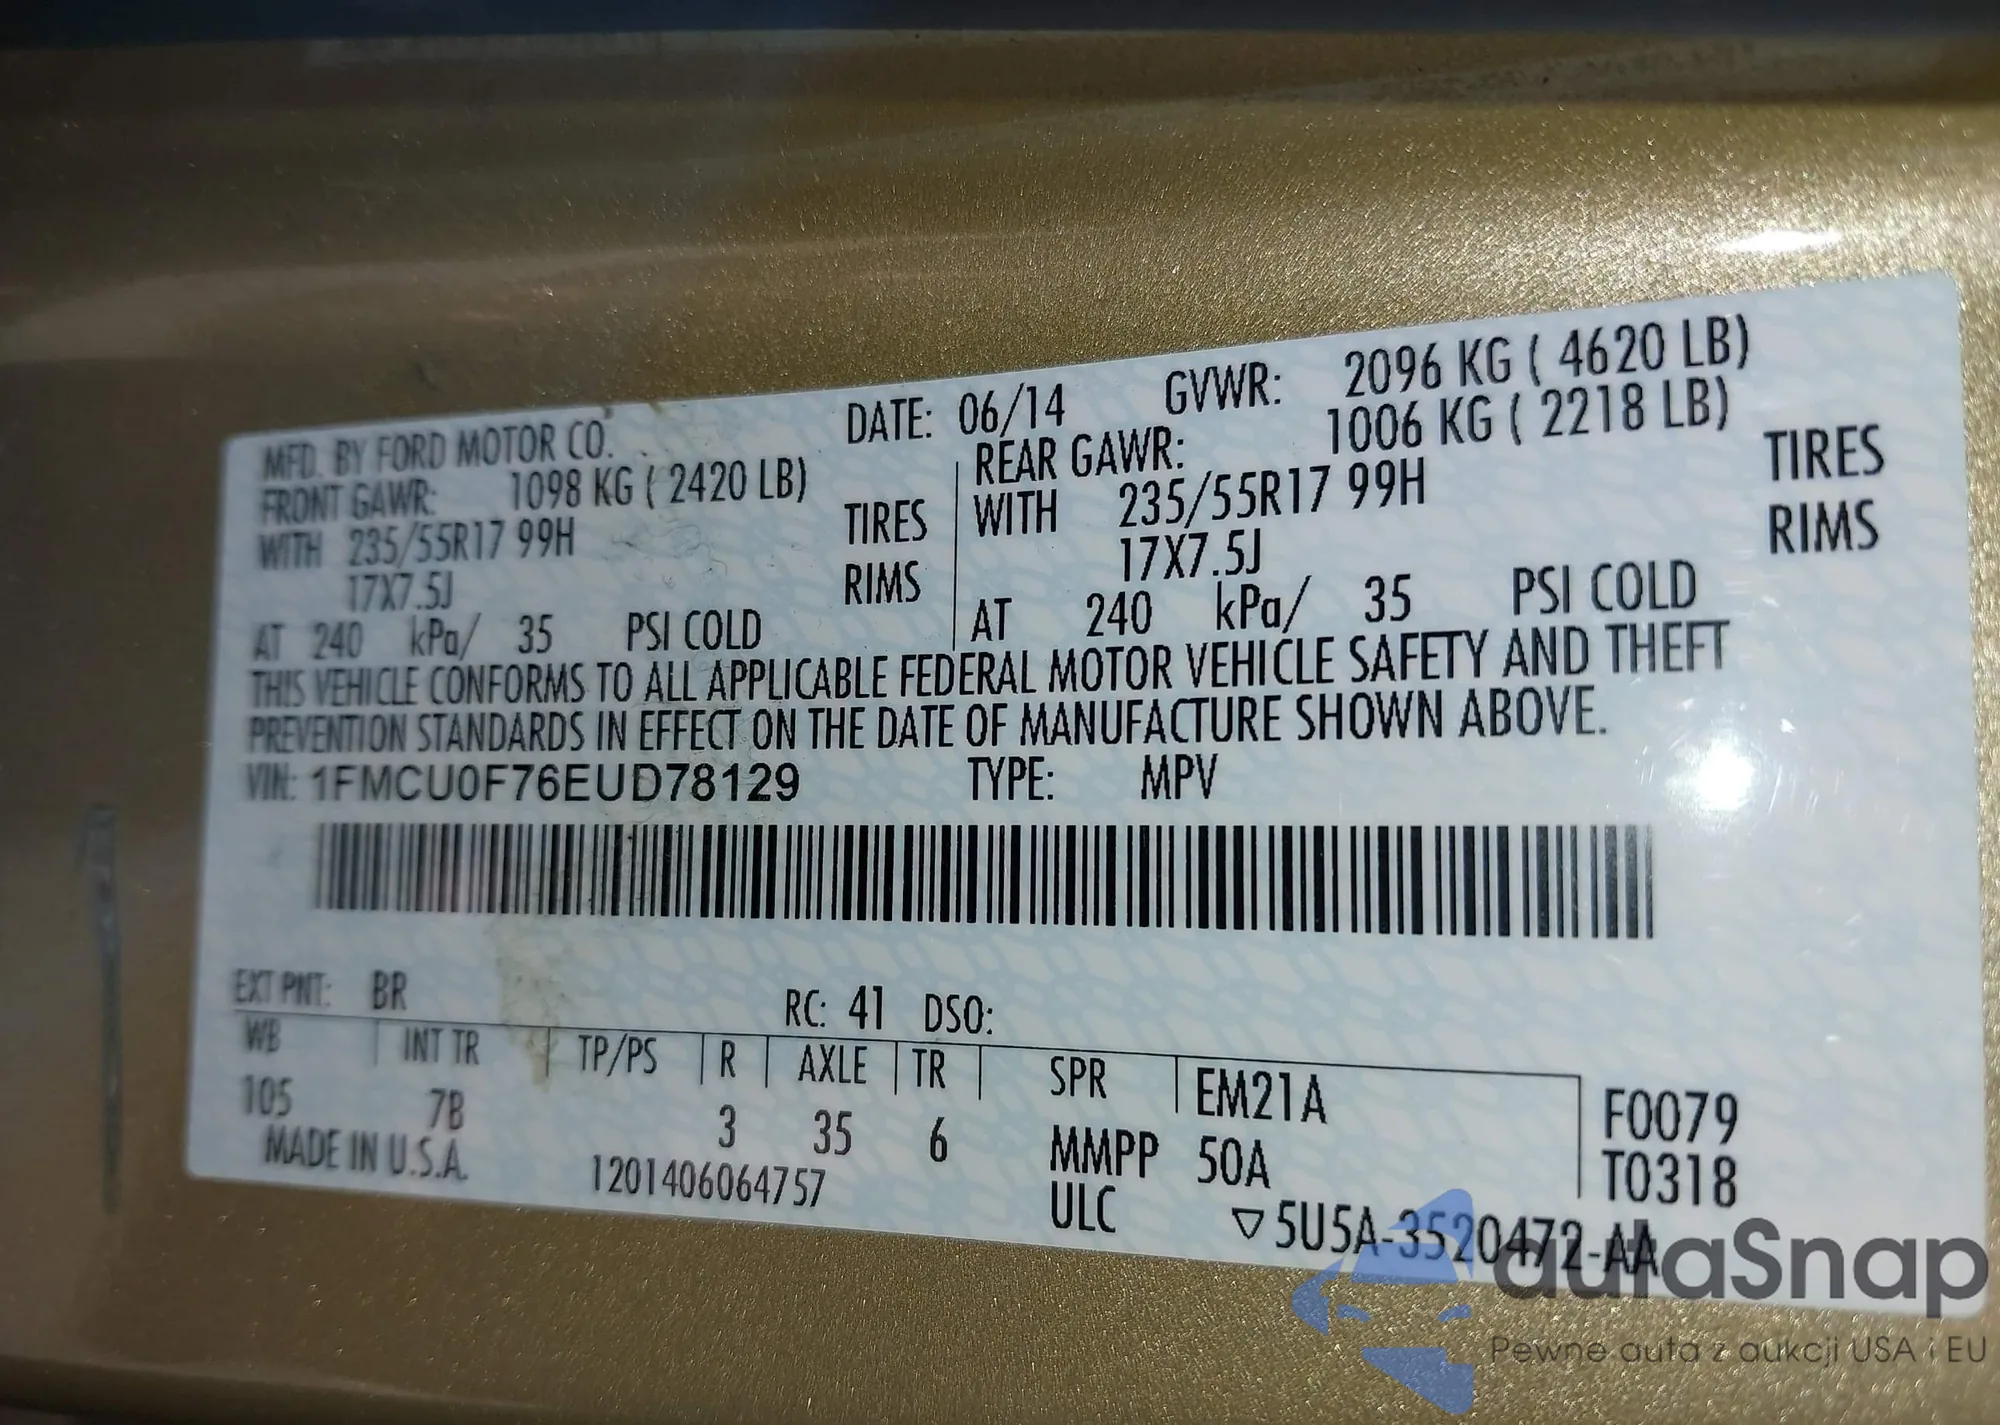 MFD. BY FORD MOTOR CO. DATE: 06/14 GVWR: 2096 KG ( 4620 LB)
FRONT GAWR: 1098 KG ( 2420 LB) REAR GAWR: 1006 KG ( 2218 LB)
WITH 235/55R17 99H TIRES WITH 235/55R17 99H TIRES
17X7.5J RIMS 17X7.5J RIMS
AT 240 kPa/ 35 PSI COLD AT 240 kPa/ 35 PSI COLD
THIS VEHICLE CONFORMS TO ALL APPLICABLE FEDERAL MOTOR VEHICLE SAFETY AND THEFT
PREVENTION STANDARDS IN EFFECT ON THE DATE OF MANUFACTURE SHOWN ABOVE.
VIN: 1FMCU0F76EUD78129 TYPE: MPV
EXT PNT: BR RC: 41 DSO:
WB INT TR TP/PS R AXLE TR SPR EM21A F0079
105 7B 3 35 6 MMPP 50A T0318
MADE IN U.S.A. 1201406064757 ULC ▽5U5A-3520472-AA
autaSnap
Pewne auta z aukcji USA i EU